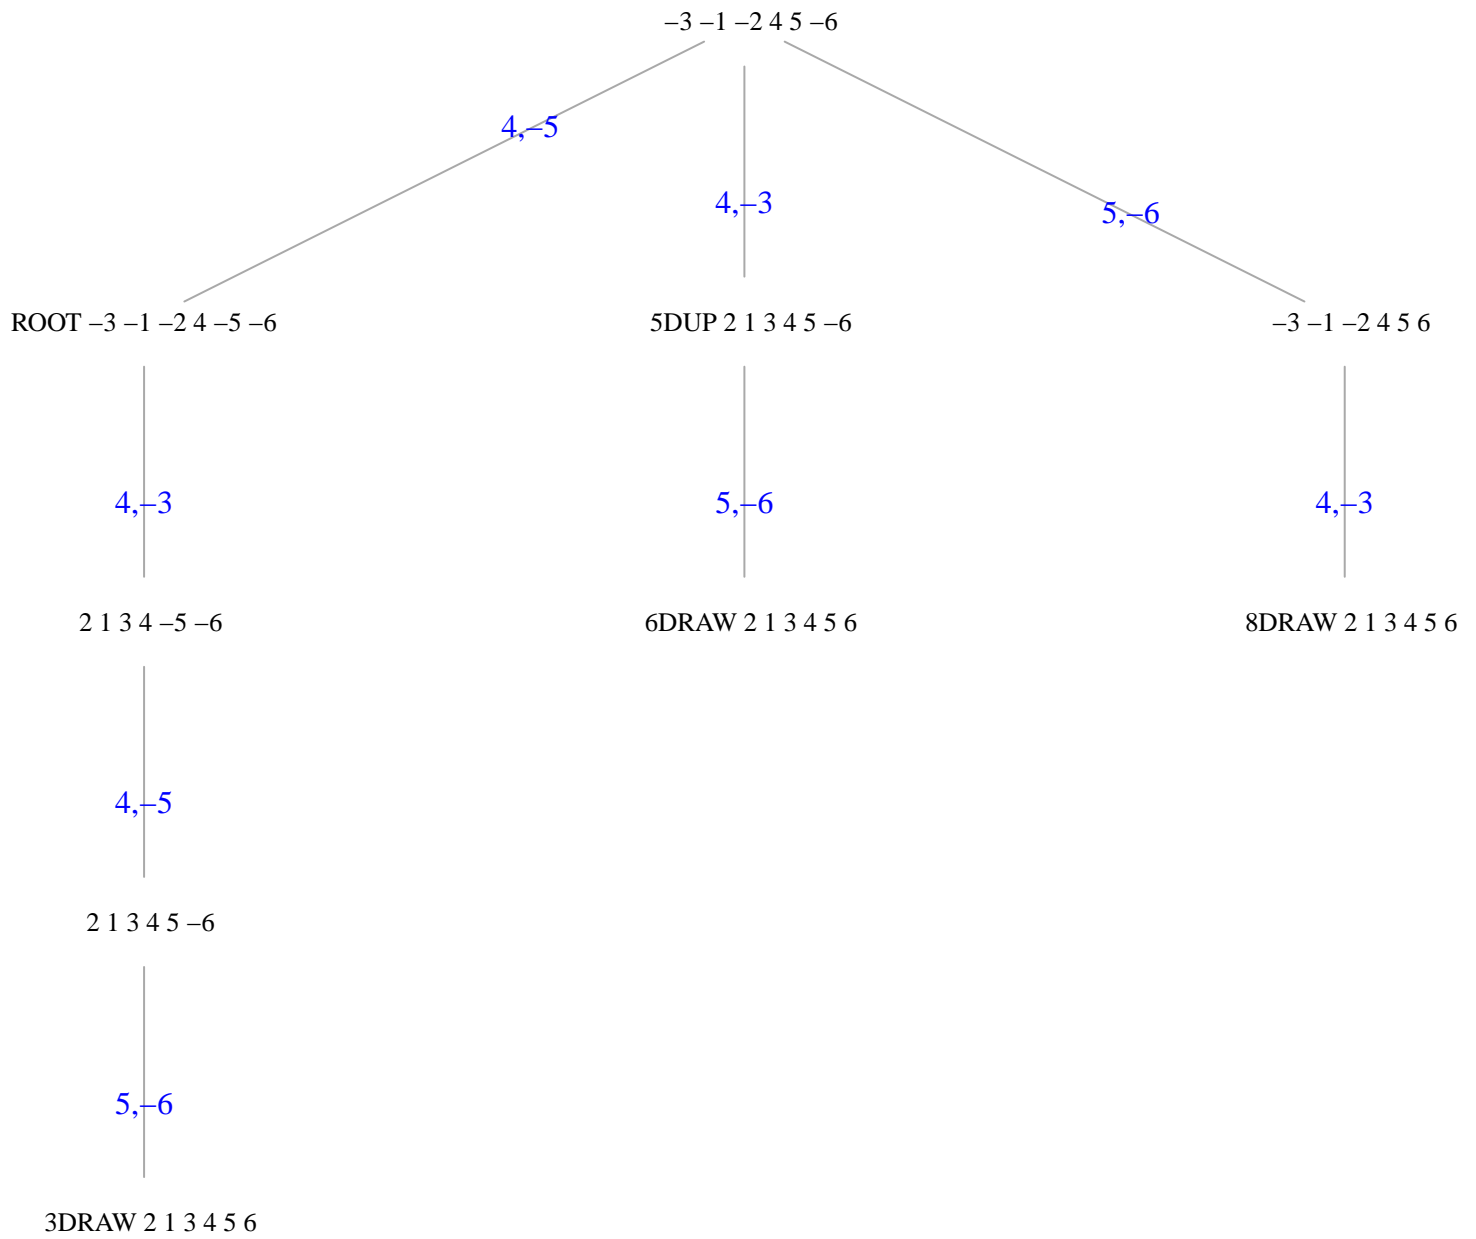 –3 –1 –2 4 5 –6
4,–5
4,–3
5,–6
ROOT –3 –1 –2 4 –5 –6
5DUP 2 1 3 4 5 –6
–3 –1 –2 4 5 6
4,–3
5,–6
4,–3
2 1 3 4 –5 –6
6DRAW 2 1 3 4 5 6
8DRAW 2 1 3 4 5 6
4,–5
2 1 3 4 5 –6
5,–6
3DRAW 2 1 3 4 5 6